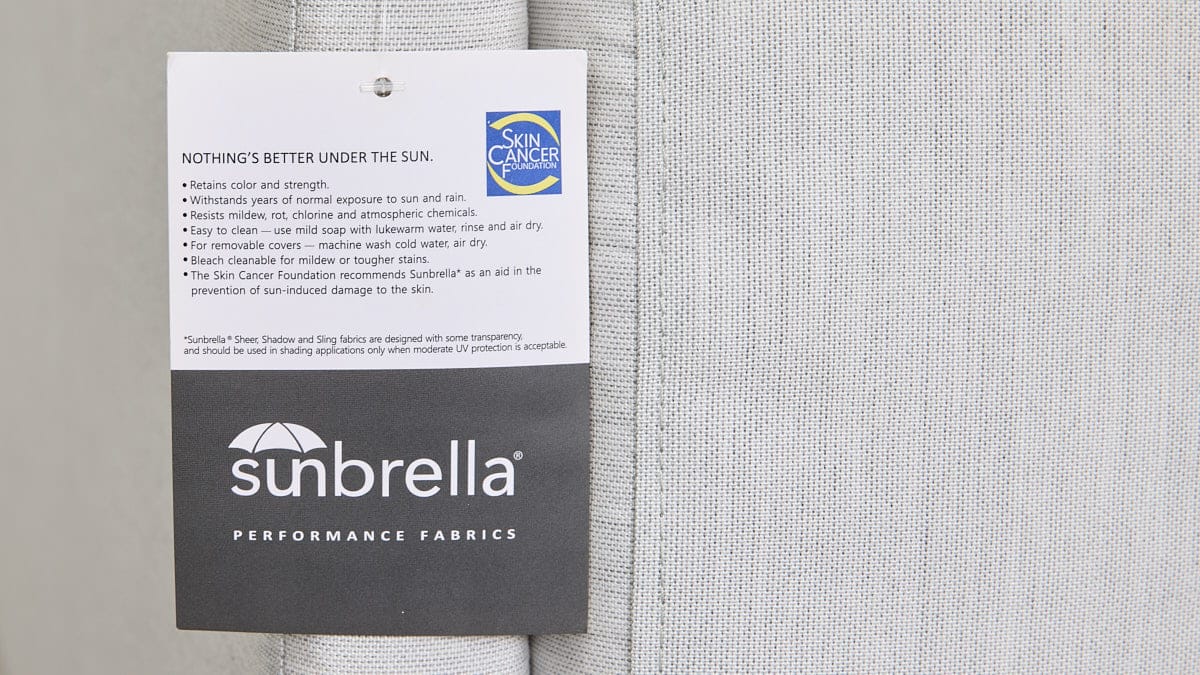 SKIN
CANCER
FOUNDATION
NOTHING'S BETTER UNDER THE SUN.
• Retains color and strength.
• Withstands years of normal exposure to sun and rain.
• Resists mildew, rot, chlorine and atmospheric chemicals.
• Easy to clean — use mild soap with lukewarm water, rinse and air dry.
• For removable covers — machine wash cold water, air dry.
• Bleach cleanable for mildew or tougher stains.
• The Skin Cancer Foundation recommends Sunbrella* as an aid in the
prevention of sun-induced damage to the skin.
*Sunbrella® Sheer, Shadow and Sling fabrics are designed with some transparency,
and should be used in shading applications only when moderate UV protection is acceptable.
sunbrella®
PERFORMANCE FABRICS